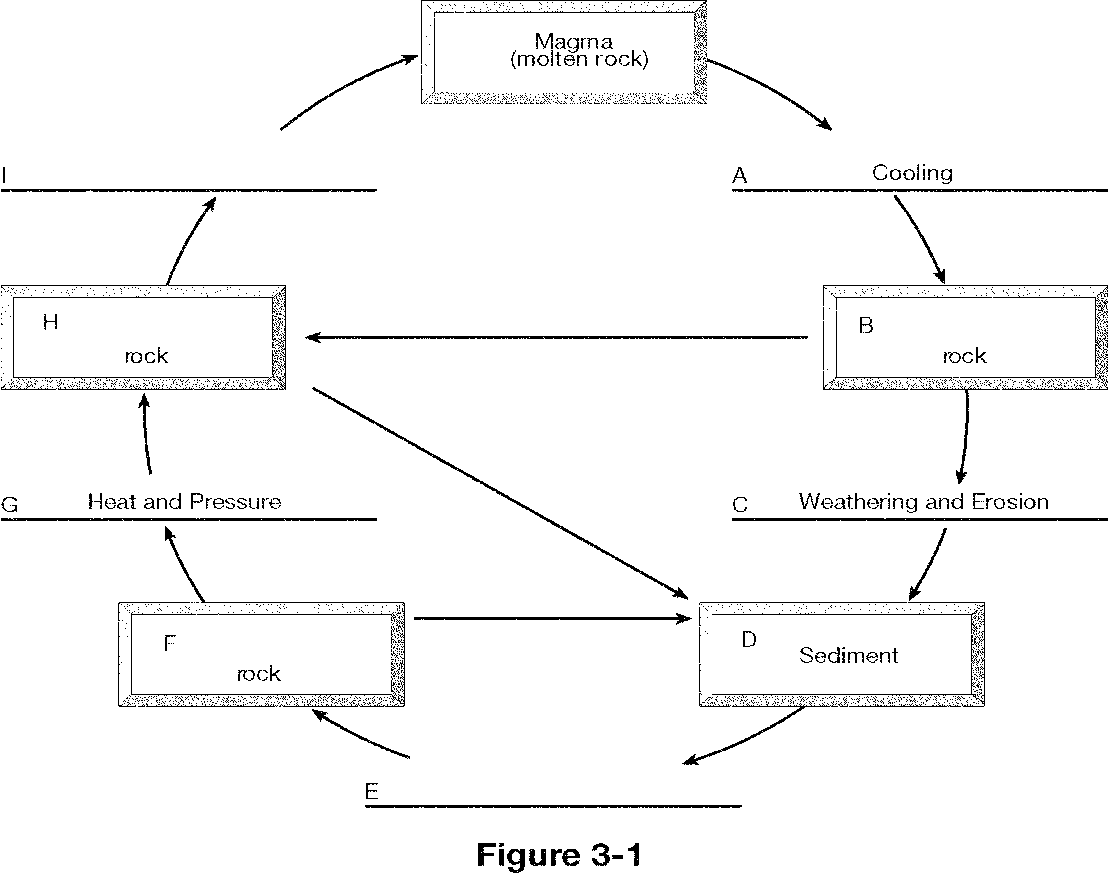 Magma
(molten rock)
I
A Cooling
H
rock
B
rock
G Heat and Pressure
C Weathering and Erosion
F
rock
D
Sediment
E
Figure 3-1